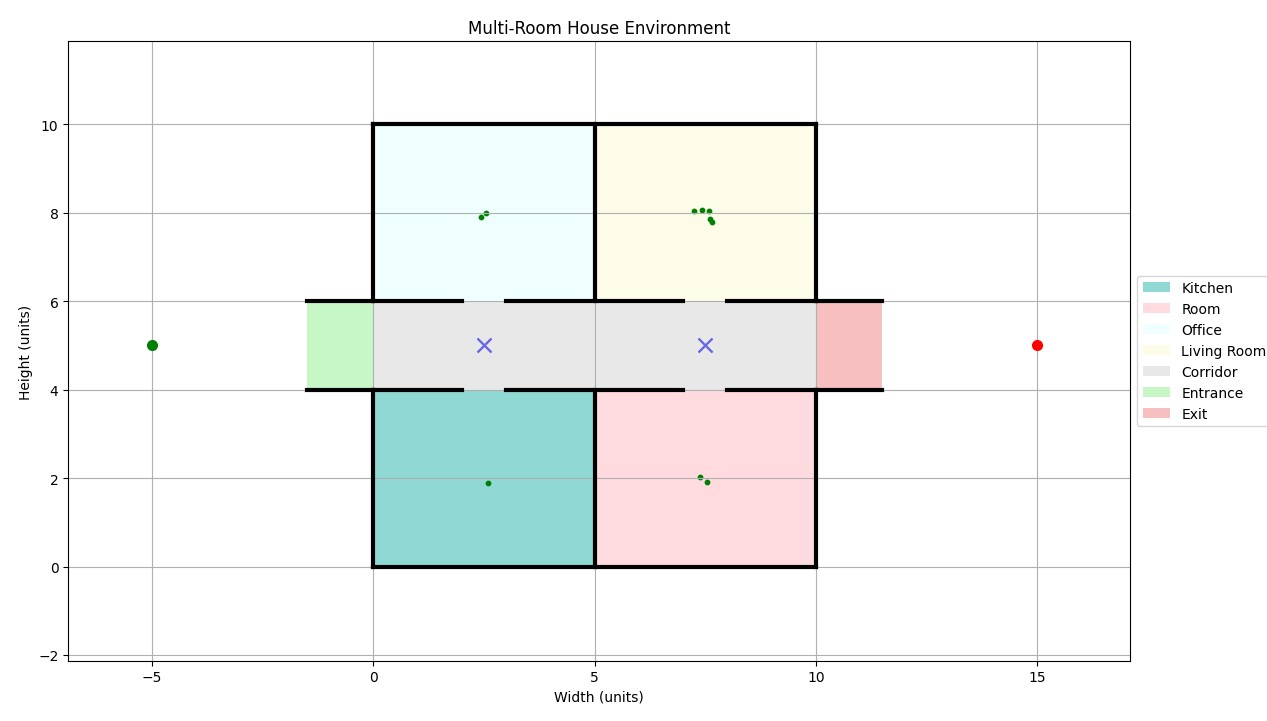 Multi-Room House Environment
Height (units)
10
8
6
4
2
0
−2
−5
0
5
10
15
Width (units)
Kitchen
Room
Office
Living Room
Corridor
Entrance
Exit